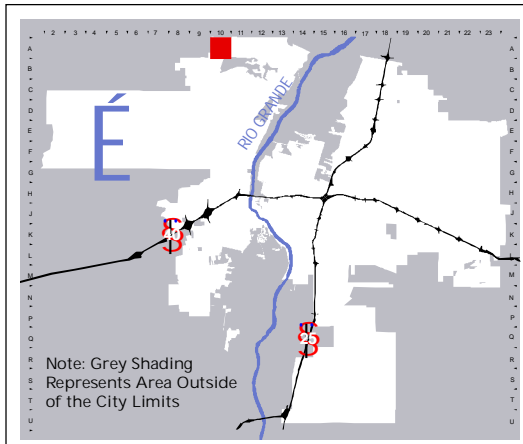 2 3 4 5 6 7 8 9 10 11 12 13 14 15 16 17 18 19 20 21 22 23
A A
B B
C C
D D
E E
F F
G G
H H
J J
K K
L L
M M
N N
P P
Q Q
R R
S S
T T
U U
É
RIO GRANDE
40
25
Note: Grey Shading
Represents Area Outside
of the City Limits